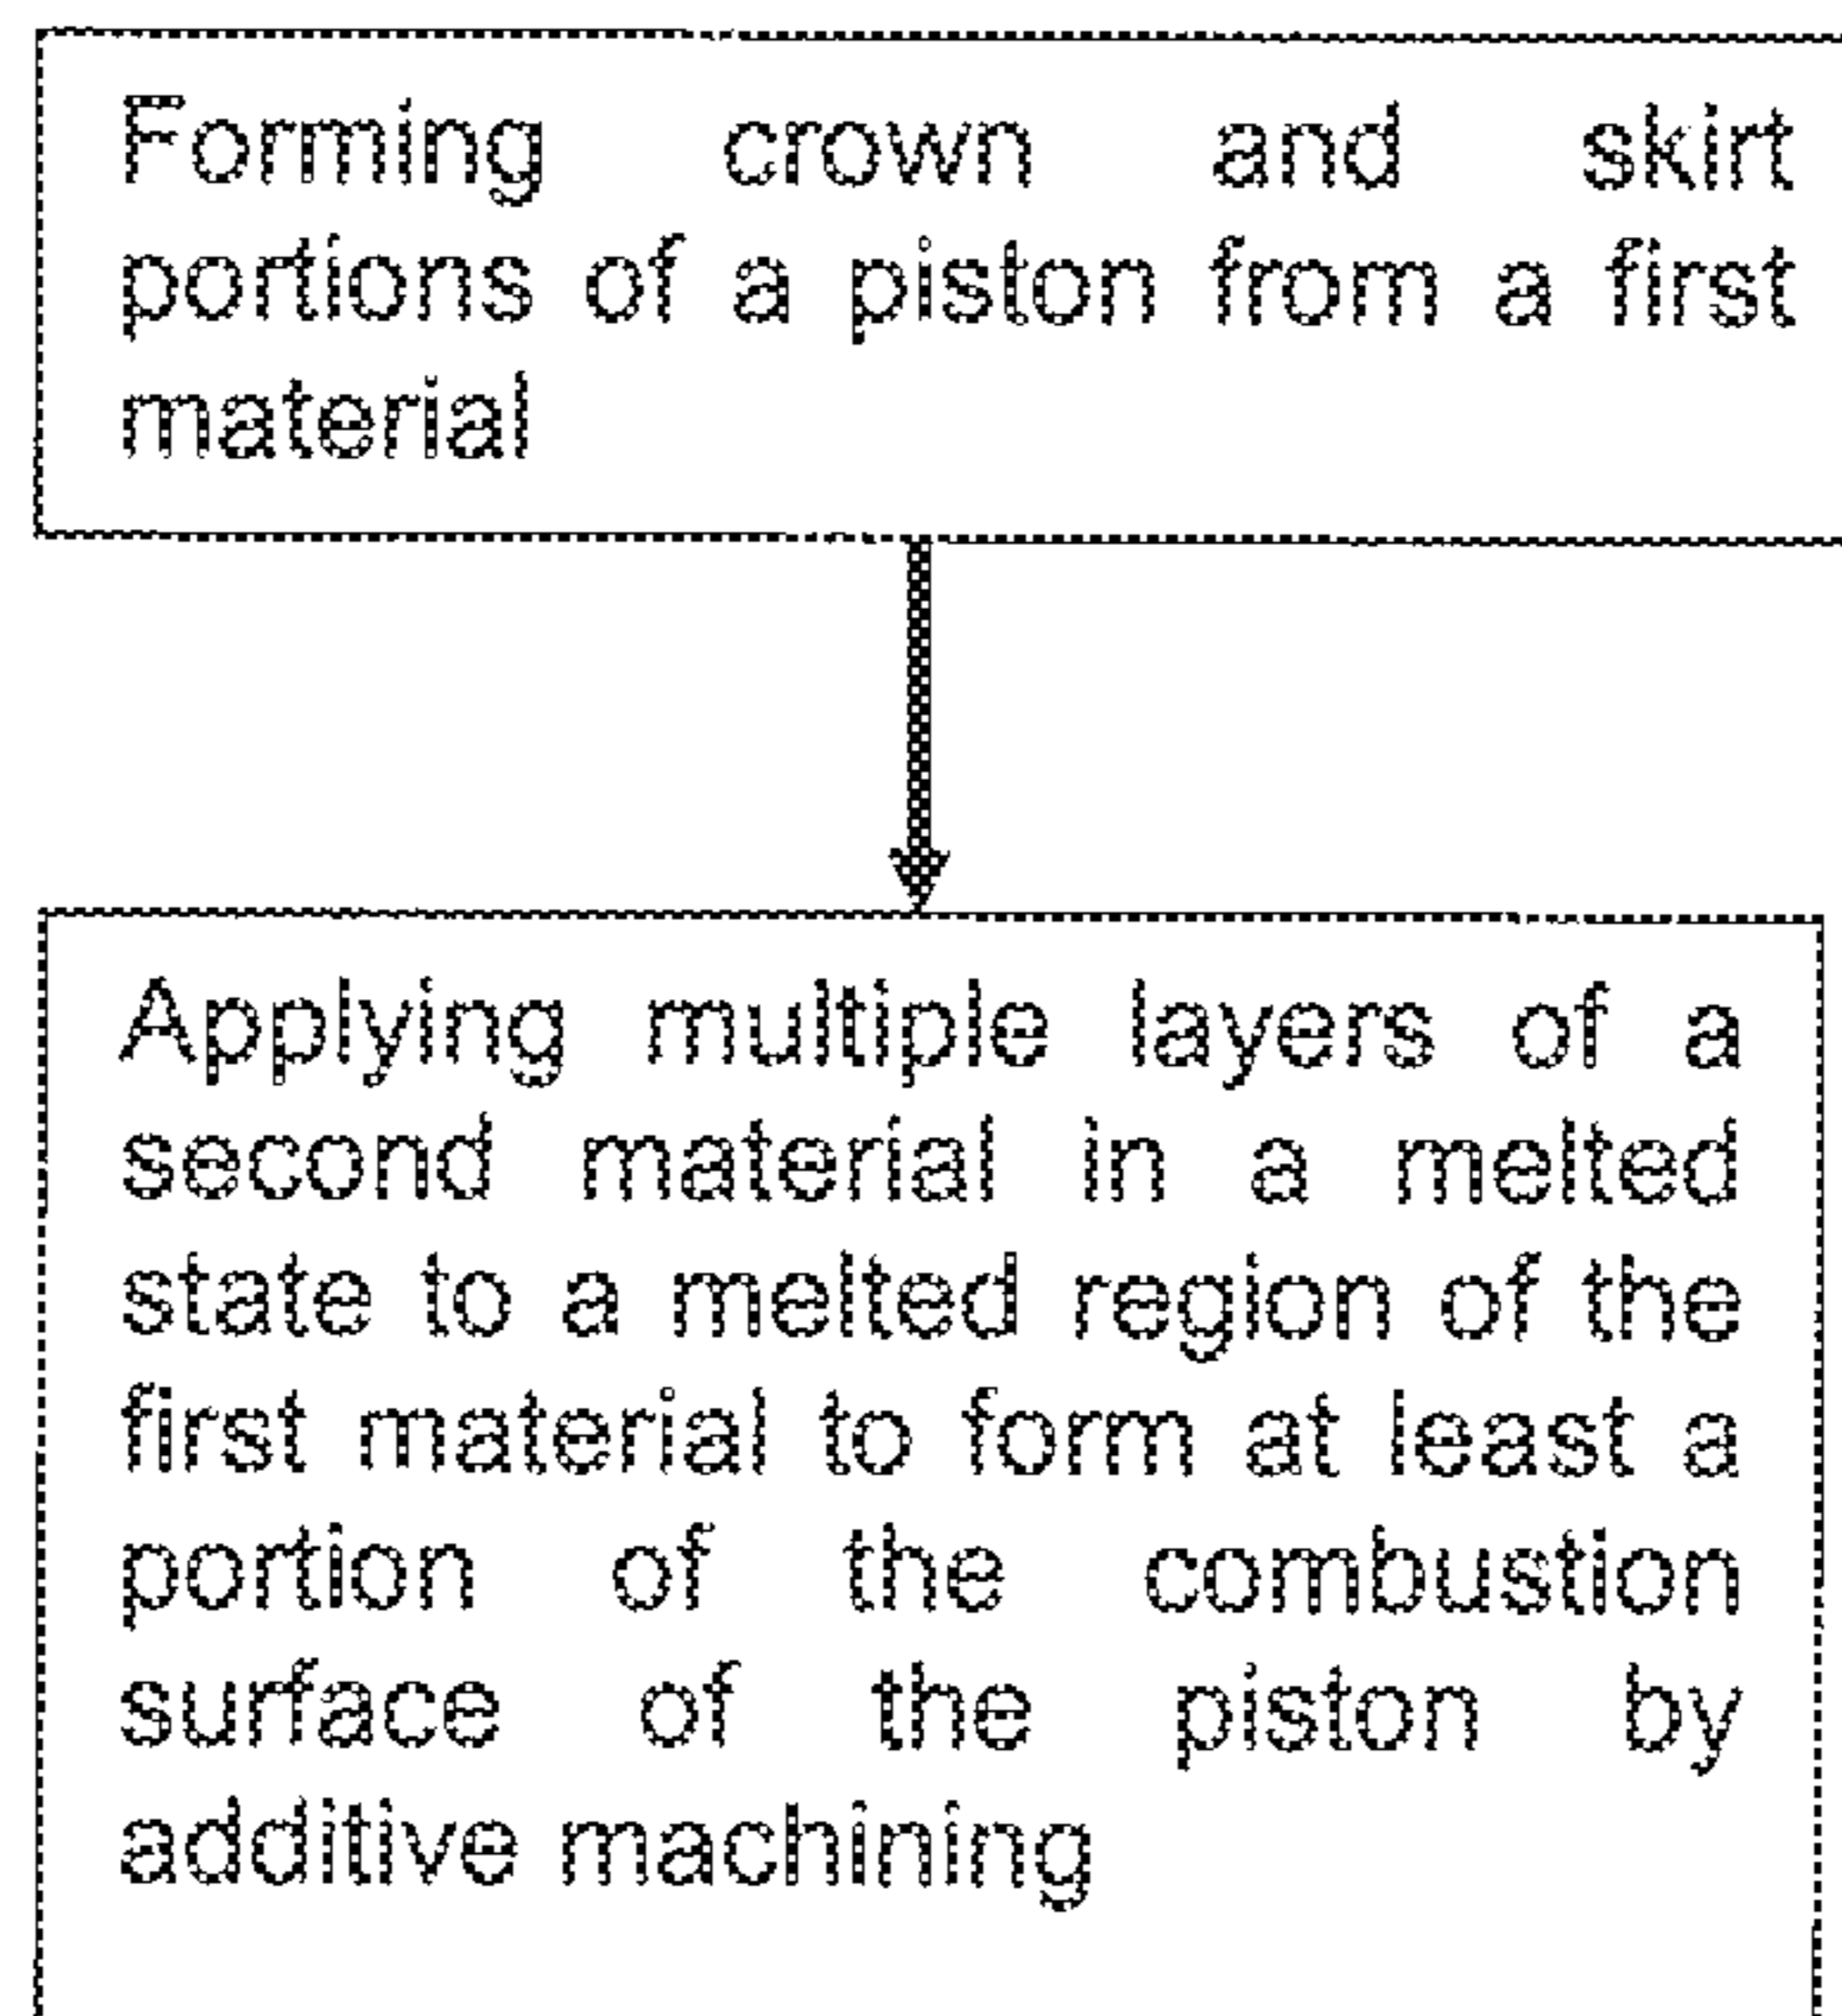 Forming crown and skirt
portions of a piston from a first
material
Applying multiple layers of a
second material in a melted
state to a melted region of the
first material to form at least a
portion of the combustion
surface of the piston by
additive machining